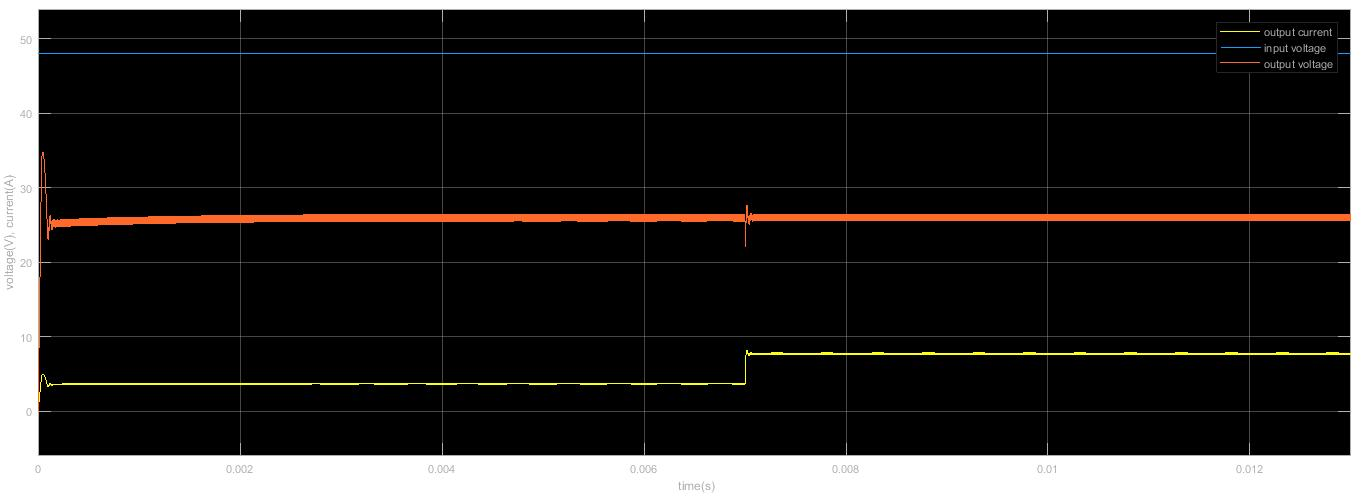 50
output current
input voltage
output voltage
40
30
20
10
0
voltage(V), current(A)
0 0.002 0.004 0.006 0.008 0.01 0.012
time(s)